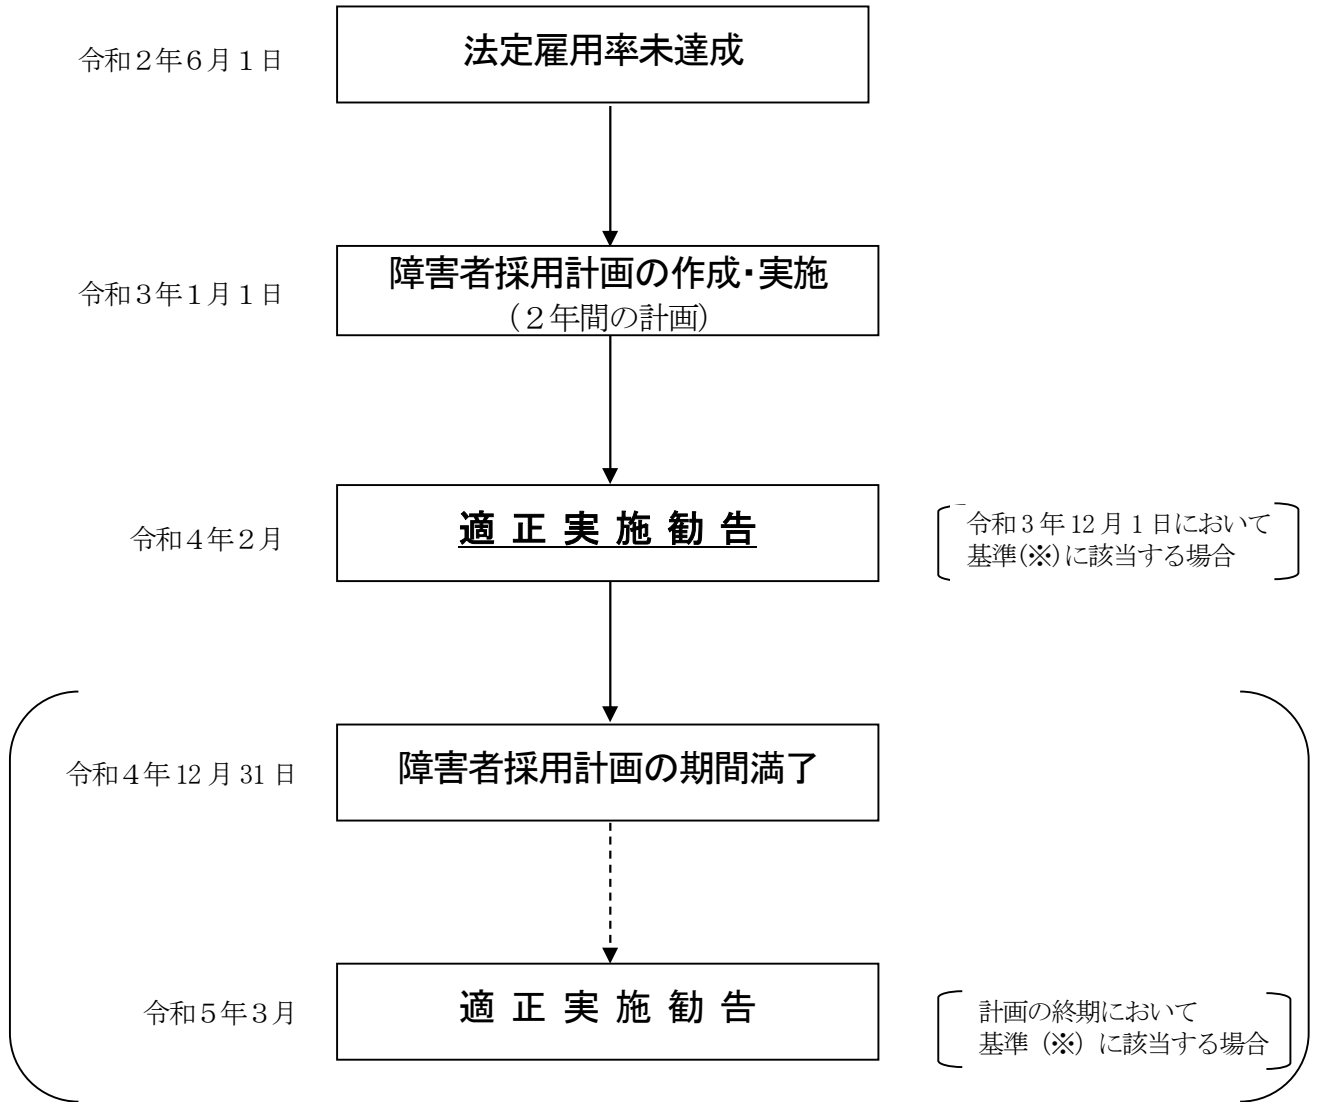 令和２年６月１日
法定雇用率未達成
令和３年１月１日
障害者採用計画の作成・実施
（２年間の計画）
令和４年２月
適正実施勧告
令和３年12月１日において
基準（※）に該当する場合
令和４年12月31日
障害者採用計画の期間満了
令和５年３月
適正実施勧告
計画の終期において
基準（※）に該当する場合